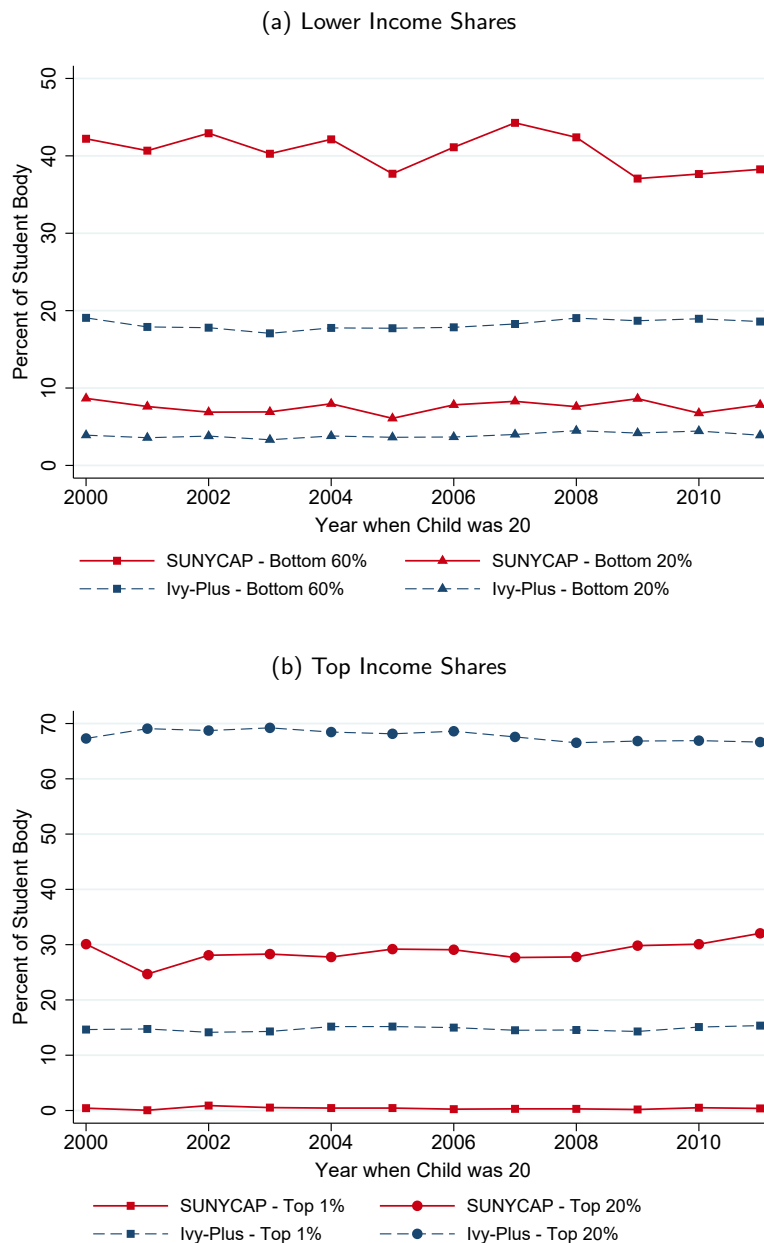 (a) Lower Income Shares
50
40
30
20
10
0
Percent of Student Body
2000 2002 2004 2006 2008 2010
Year when Child was 20
SUNYCAP - Bottom 60% SUNYCAP - Bottom 20%
Ivy-Plus - Bottom 60% Ivy-Plus - Bottom 20%
(b) Top Income Shares
70
60
50
40
30
20
10
0
Percent of Student Body
2000 2002 2004 2006 2008 2010
Year when Child was 20
SUNYCAP - Top 1% SUNYCAP - Top 20%
Ivy-Plus - Top 1% Ivy-Plus - Top 20%